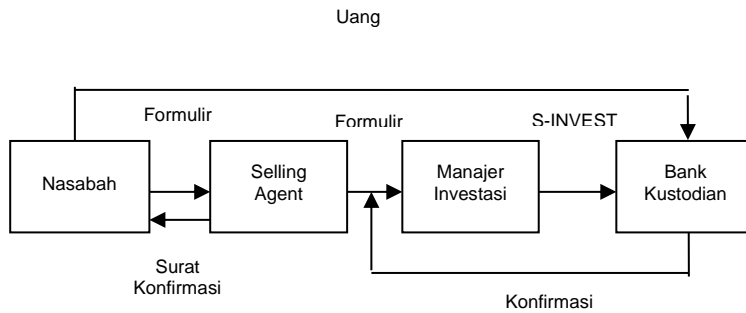 Uang
Formulir
Formulir
S-INVEST
Nasabah
Selling
Agent
Manajer
Investasi
Bank
Kustodian
Surat
Konfirmasi
Konfirmasi